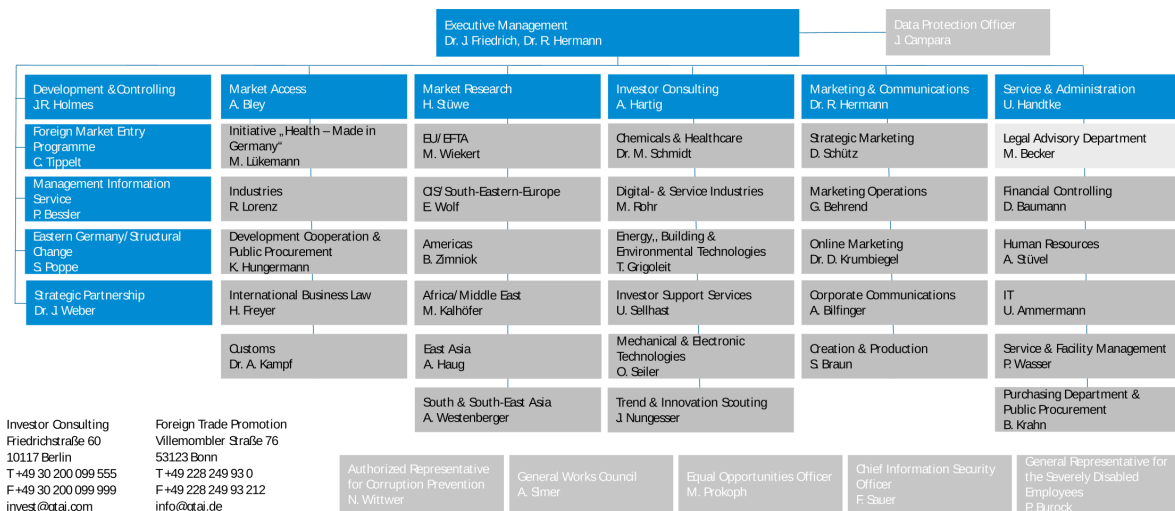 Executive Management
Dr. J. Friedrich, Dr. R. Hermann
Data Protection Officer
J. Campara
Development & Controlling
J.R. Holmes
Foreign Market Entry
Programme
C. Tippelt
Management Information
Service
P. Bessler
Eastern Germany/ Structural
Change
S. Poppe
Strategic Partnership
Dr. J. Weber
Market Access
A. Bley
Initiative „Health – Made in
Germany“
M. Lükemann
Industries
R. Lorenz
Development Cooperation &
Public Procurement
K. Hungermann
International Business Law
H. Freyer
Customs
Dr. A. Kampf
Market Research
H. Stüwe
EU/ EFTA
M. Wiekert
CIS/ South-Eastern-Europe
E. Wolf
Americas
B. Zimniok
Africa/ Middle East
M. Kalhöfer
East Asia
A. Haug
South & South-East Asia
A. Westenberger
Investor Consulting
A. Hartig
Chemicals & Healthcare
Dr. M. Schmidt
Digital- & Service Industries
M. Rohr
Energy,, Building &
Environmental Technologies
T. Grigoleit
Investor Support Services
U. Sellhast
Mechanical & Electronic
Technologies
O. Seiler
Trend & Innovation Scouting
J. Nungesser
Marketing & Communications
Dr. R. Hermann
Strategic Marketing
D. Schütz
Marketing Operations
G. Behrend
Online Marketing
Dr. D. Krumbiegel
Corporate Communications
A. Bilfinger
Creation & Production
S. Braun
Service & Administration
U. Handtke
Legal Advisory Department
M. Becker
Financial Controlling
D. Baumann
Human Resources
A. Stüvel
IT
U. Ammermann
Service & Facility Management
P. Wasser
Purchasing Department &
Public Procurement
B. Krahn
Investor Consulting
Friedrichstraße 60
10117 Berlin
T +49 30 200 099 555
F +49 30 200 099 999
invest@gtai.com
Foreign Trade Promotion
Villemombler Straße 76
53123 Bonn
T +49 228 249 93 0
F +49 228 249 93 212
info@gtai.de
Authorized Representative
for Corruption Prevention
N. Wittwer
General Works Council
A. Simer
Equal Opportunities Officer
M. Prokoph
Chief Information Security
Officer
F. Sauer
General Representative for
the Severely Disabled
Employees
P. Burock